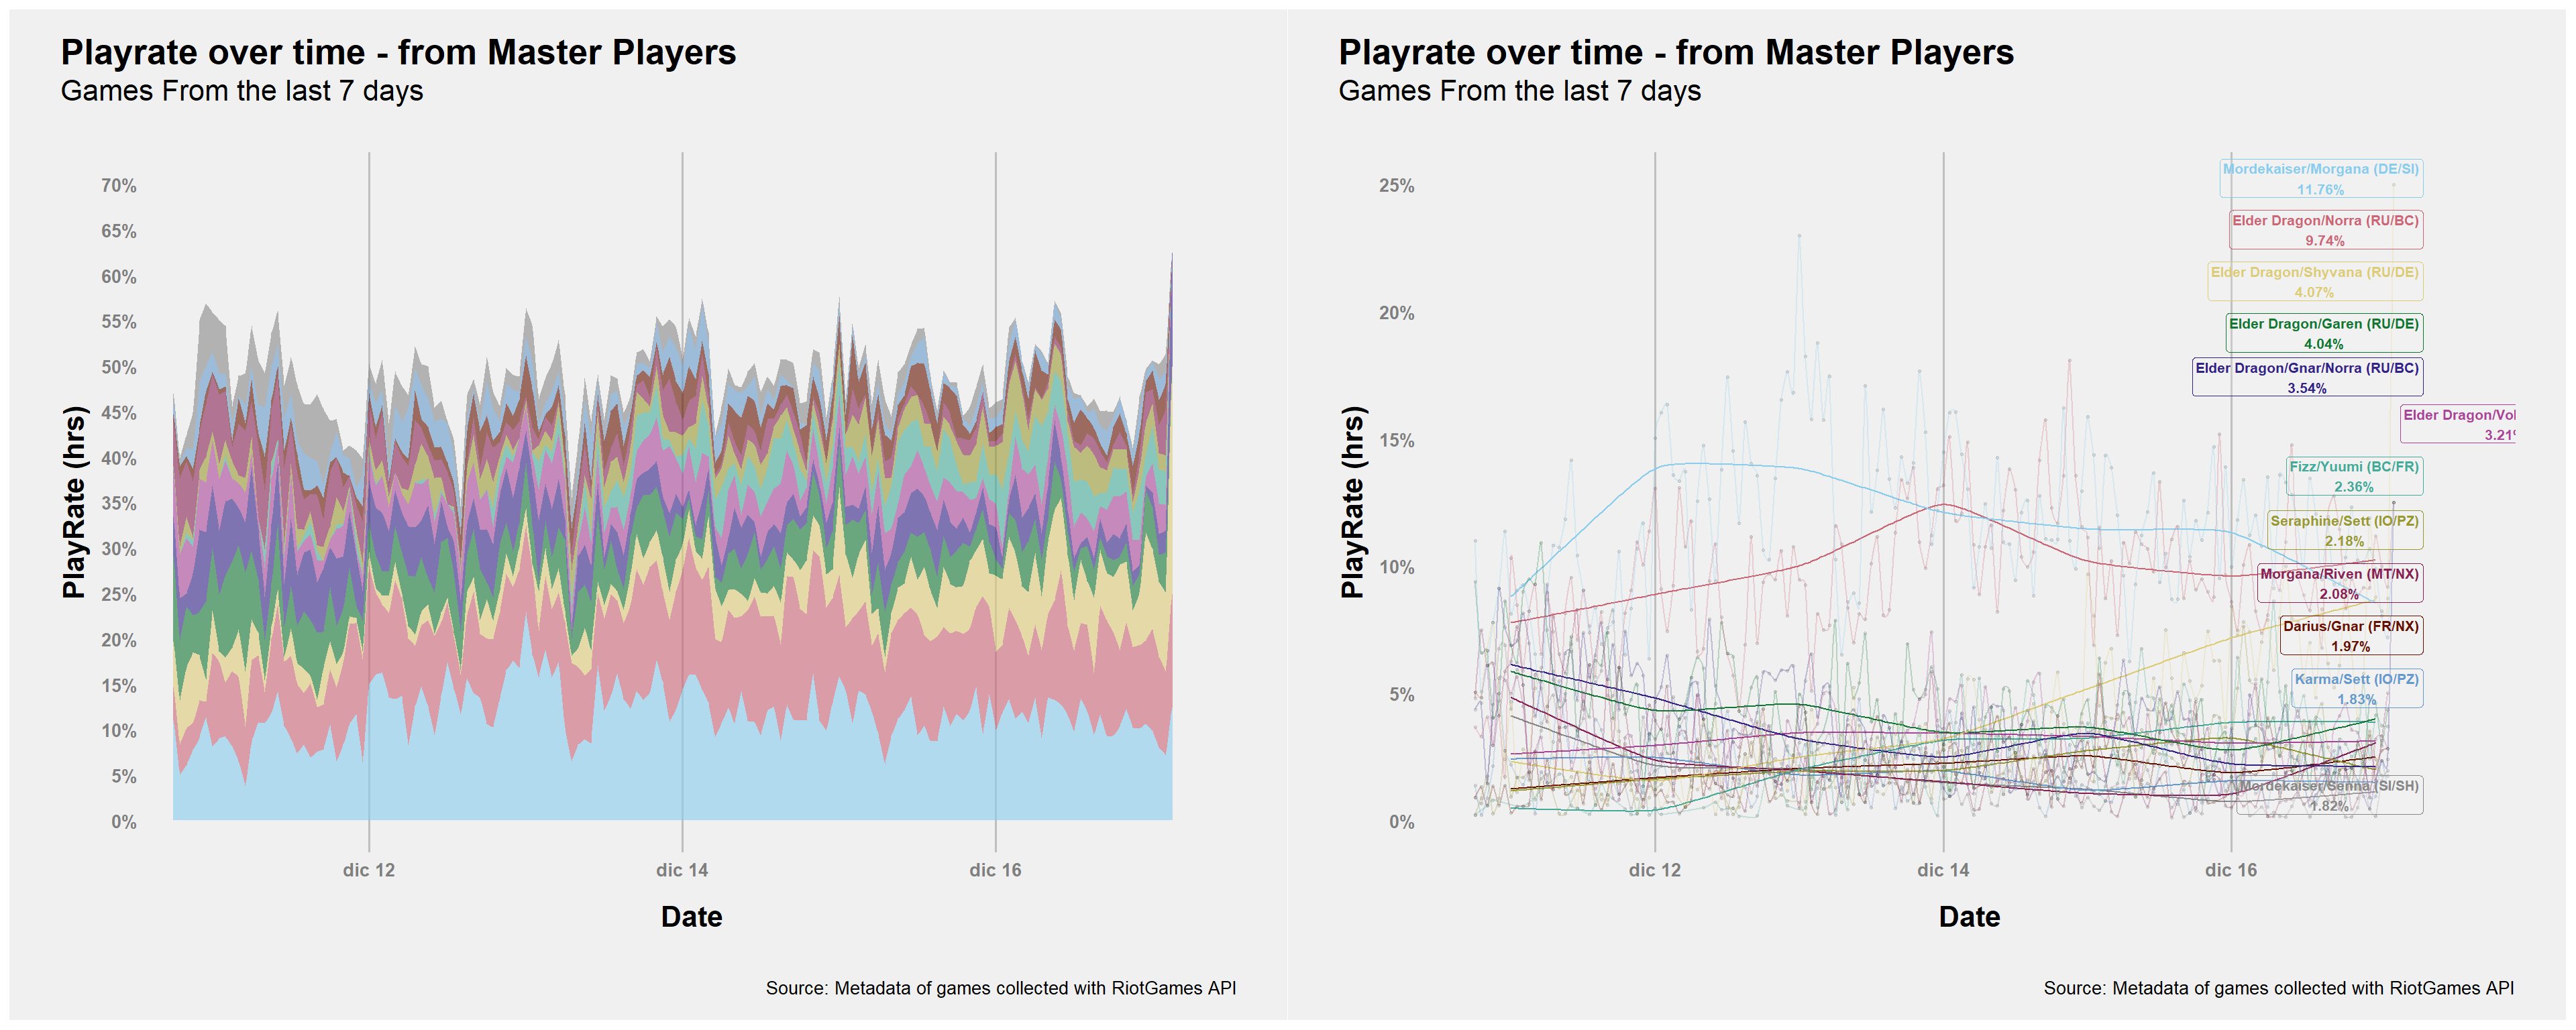 Playrate over time - from Master Players
Games From the last 7 days
PlayRate (hrs)
70%
65%
60%
55%
50%
45%
40%
35%
30%
25%
20%
15%
10%
5%
0%
dic 12
dic 14
dic 16
Date
Source: Metadata of games collected with RiotGames API
Playrate over time - from Master Players
Games From the last 7 days
PlayRate (hrs)
25%
20%
15%
10%
5%
0%
Mordekaiser/Morgana (DE/SI)
11.76%
Elder Dragon/Norra (RU/BC)
9.74%
Elder Dragon/Shyvana (RU/DE)
4.07%
Elder Dragon/Garen (RU/DE)
4.04%
Elder Dragon/Gnar/Norra (RU/BC)
3.54%
Elder Dragon/Vol
3.21
Fizz/Yuumi (BC/FR)
2.36%
Seraphine/Sett (IO/PZ)
2.18%
Morgana/Riven (MT/NX)
2.08%
Darius/Gnar (FR/NX)
1.97%
Karma/Sett (IO/PZ)
1.83%
Mordekaiser/Senna (SI/SH)
1.82%
dic 12
dic 14
dic 16
Date
Source: Metadata of games collected with RiotGames API